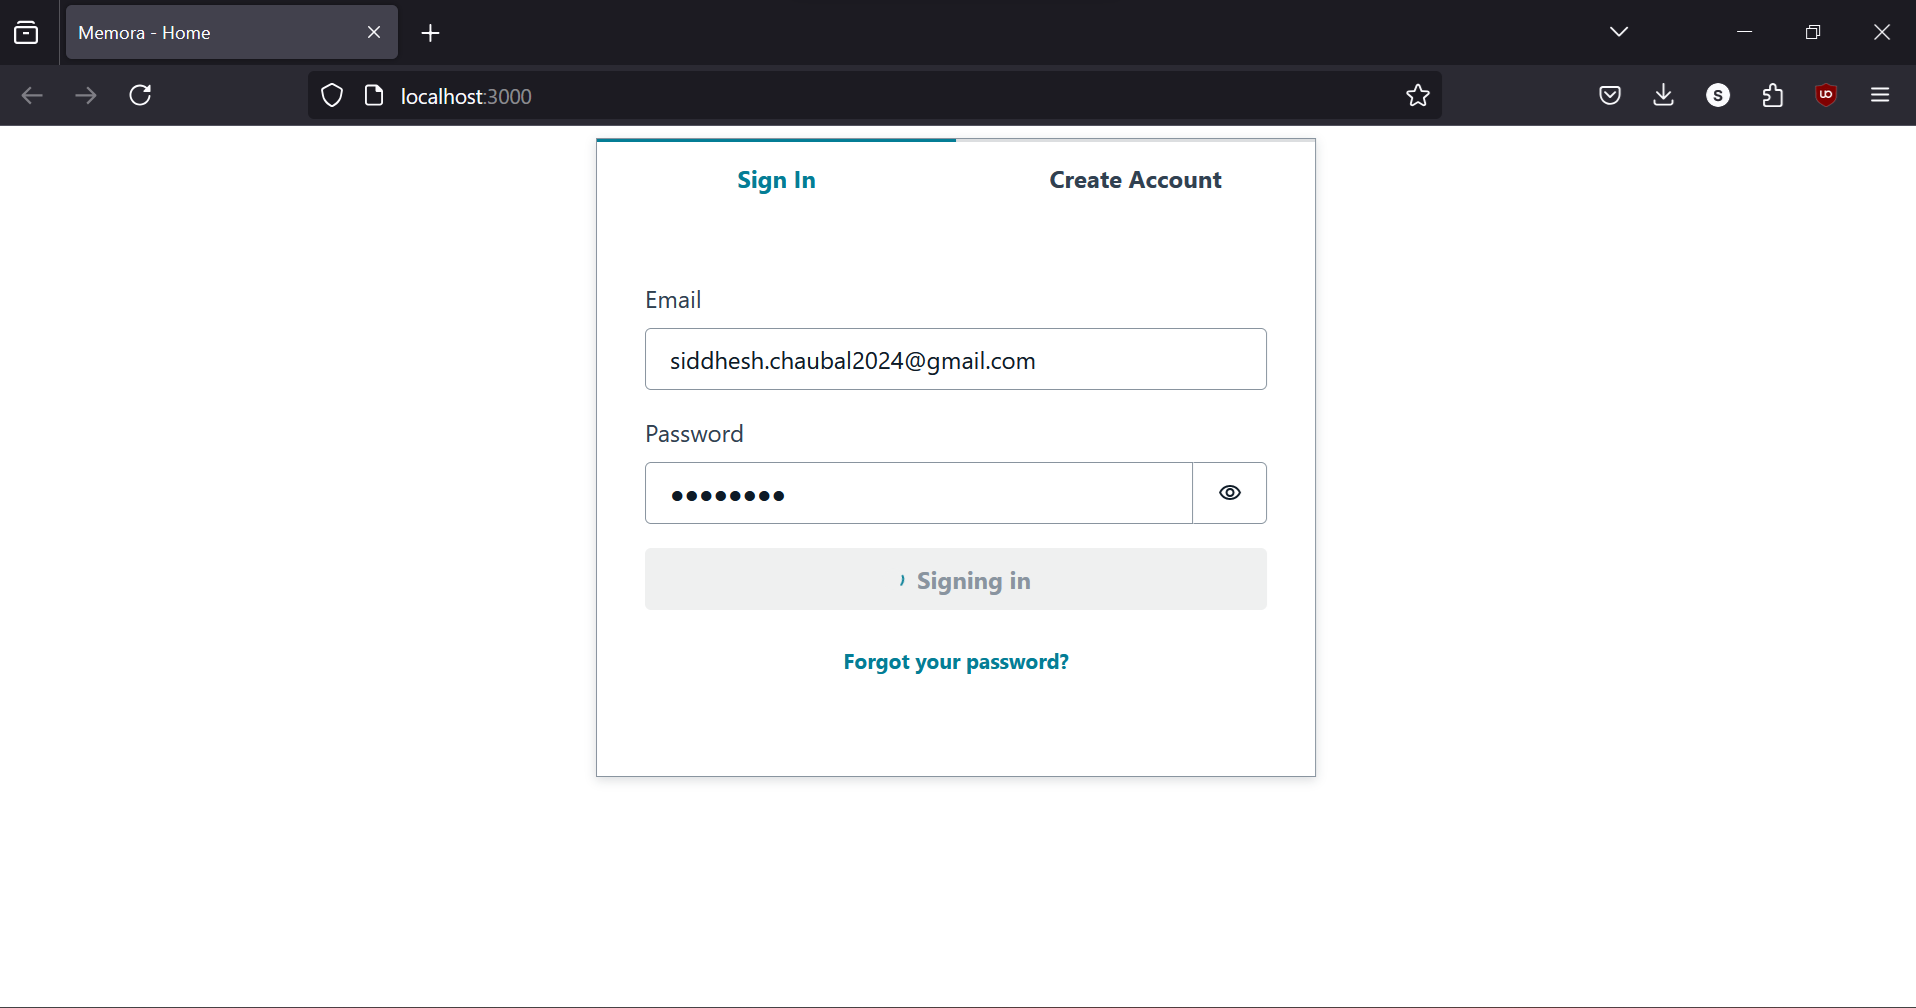 Memora - Home
localhost:3000
S
uo
Sign In
Create Account
Email
siddhesh.chaubal2024@gmail.com
Password
••••••••
Signing in
Forgot your password?